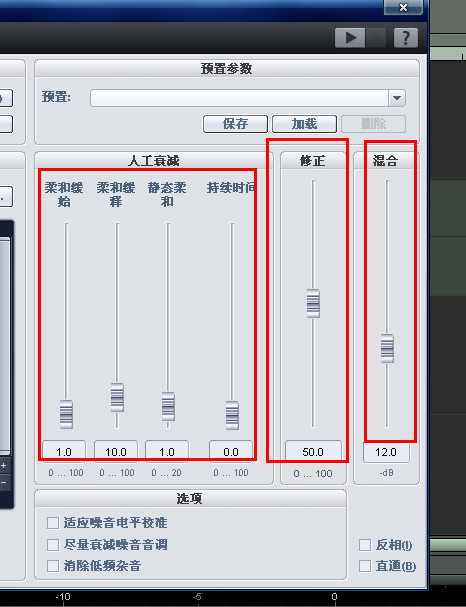 ?
预置参数
预置:
保存 加载 删除
人工衰减 修正 混合
柔和缓始 柔和缓释 静态柔和 持续时间
1.0 10.0 1.0 0.0 50.0 12.0
0 ... 100 0 ... 100 0 ... 20 0 ... 100 0 ... 100 -dB
选项
适应噪音电平校准
尽量衰减噪音音调 反相(I)
消除低频杂音 直通(B)
-10 -5 0